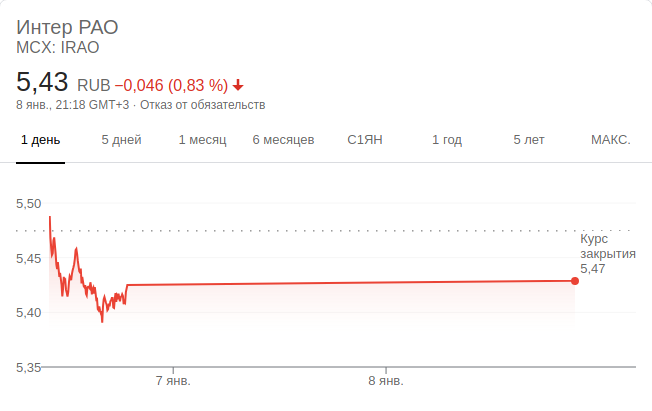 Интер РАО
MCX: IRAO
5,43 RUB −0,046 (0,83 %)
8 янв., 21:18 GMT+3 · Отказ от обязательств
1 день 5 дней 1 месяц 6 месяцев С1ЯН 1 год 5 лет МАКС.
5,50
Курс
закрытия
5,47
5,45
5,40
5,35
7 янв. 8 янв.